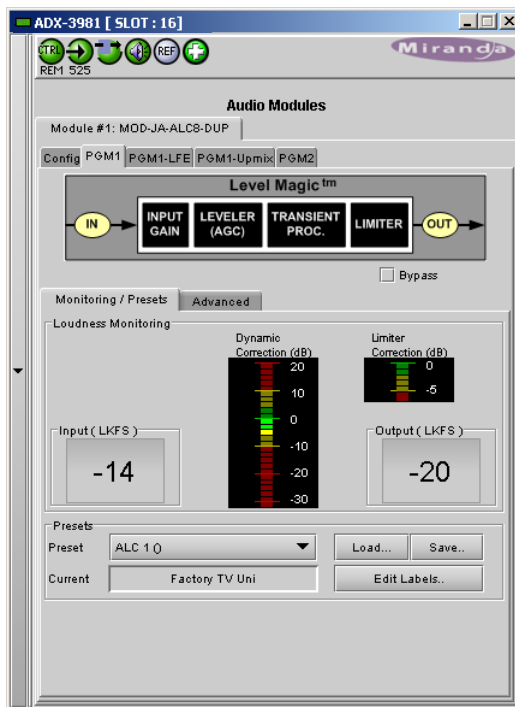 ADX-3981 [ SLOT : 16]
CTRL REF
REM 525
Miranda
Audio Modules
Module #1: MOD-JA-ALC8-DUP
Config PGM1 PGM1-LFE PGM1-Upmix PGM2
Level Magic tm
IN INPUT GAIN LEVELER (AGC) TRANSIENT PROC. LIMITER OUT
Bypass
Monitoring / Presets Advanced
Loudness Monitoring
Dynamic Correction (dB)
20
10
0
-10
-20
-30
Limiter Correction (dB)
0
-5
Input ( LKFS )
-14
Output ( LKFS )
-20
Presets
Preset ALC 1 () Load... Save..
Current Factory TV Uni Edit Labels..